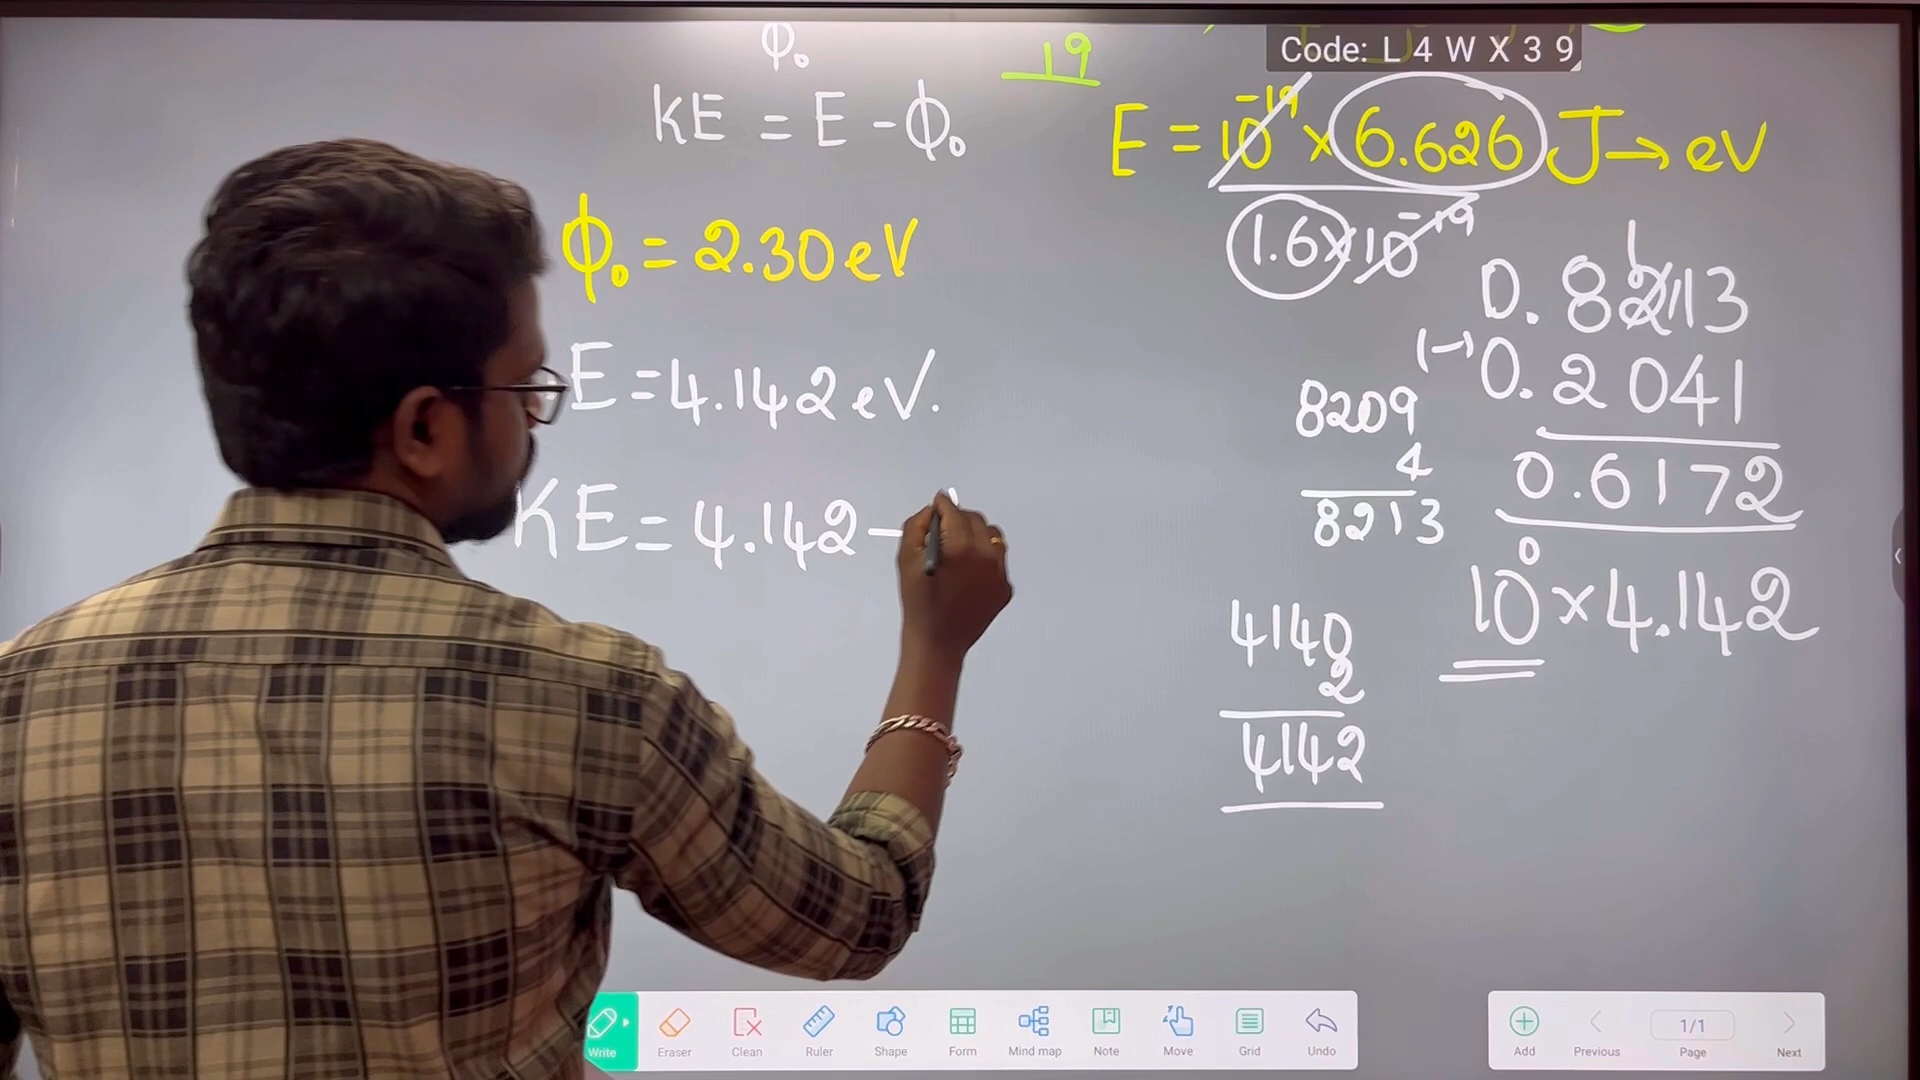 φ₀
19
Code: L 4 W X 3 9
KE = E - ϕ₀
E = 10⁻¹⁹ × 6.626 J → eV
1.6 × 10⁻¹⁹
ϕ₀ = 2.30 eV
E = 4.142 eV.
KE = 4.142 -
1
0. 8213
(-) 0. 2041
0.6172
8209
4
8213
10⁰ × 4.142
4140
2
4142
Write
Eraser
Clean
Ruler
Shape
Form
Mind map
Note
Move
Grid
Undo
Add
Previous
1/1
Page
Next